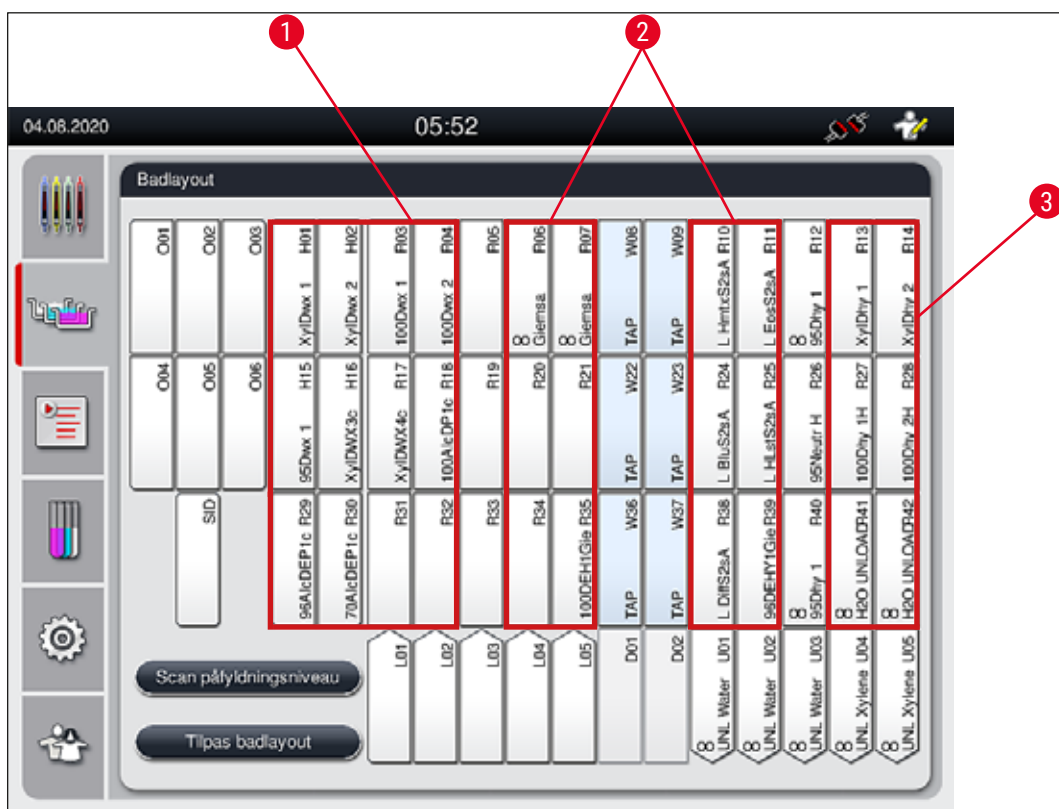 1
2
04.08.2020
05:52
3
Badlayout
O01
O02
O03
XylDwx 1 H01
XylDwx 2 H02
100Dwx 1 R03
100Dwx 2 R04
R05
∞ Giemsa R06
∞ Giemsa R07
TAP W08
TAP W09
L HmtxS2sA R10
L EosS2sA R11
∞ 95Dhy 1 R12
XylDhy 1 R13
XylDhy 2 R14
O04
O05
O06
95Dwx 1 H15
XylDWX3c H16
XylDWX4c R17
100AlcDP1c R18
R19
R20
R21
TAP W22
TAP W23
L BluS2sA R24
L HLstS2sA R25
95Neutr H R26
100Dhy 1H R27
100Dhy 2H R28
SID
96AlcDEP1c R29
70AlcDEP1c R30
R31
R32
R33
R34
100DEH1Gie R35
TAP W36
TAP W37
L DiffS2sA R38
96DEHY1Gie R39
∞ 95Dhy 1 R40
∞ H2O UNLOADR41
∞ H2O UNLOADR42
L01
L02
L03
L04
L05
D01
D02
∞ UNL Water U01
∞ UNL Water U02
∞ UNL Water U03
∞ UNL Xylene U04
∞ UNL Xylene U05
Scan påfyldningsniveau
Tilpas badlayout